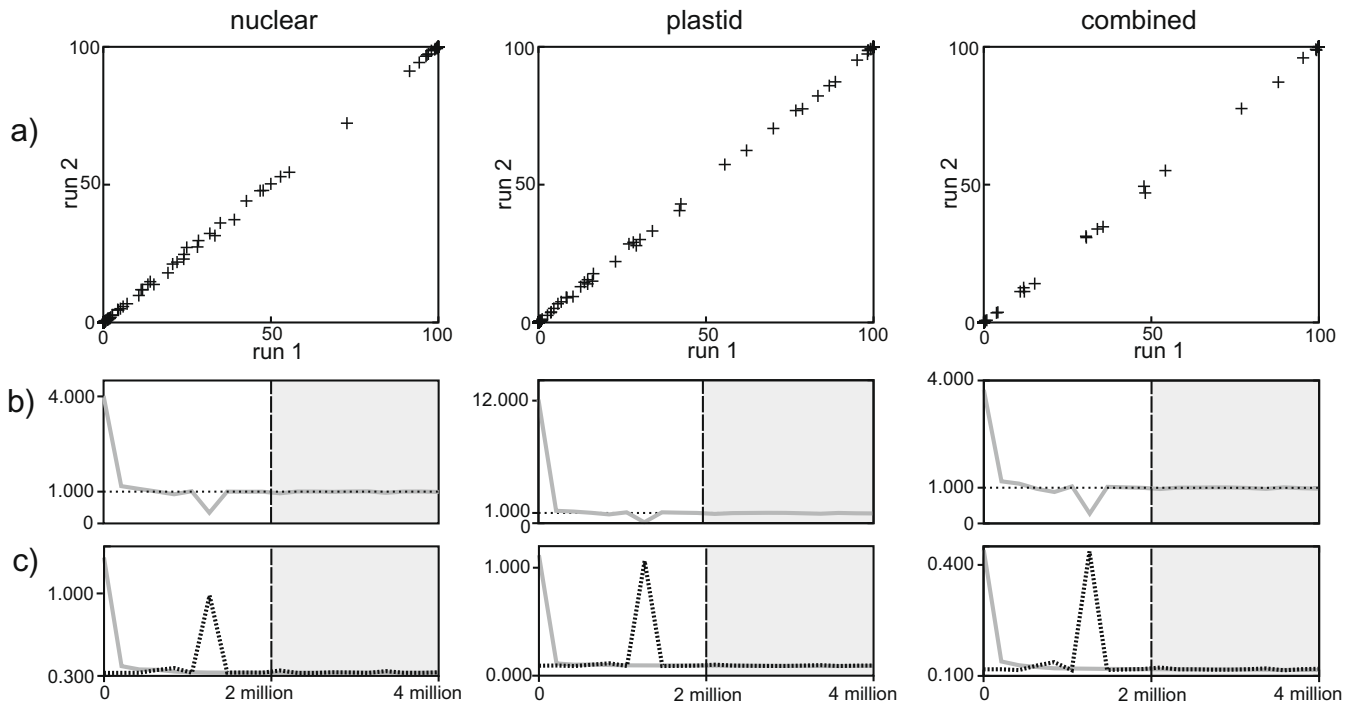 nuclear plastid combined
a)
100 100 100
run 2 run 2 run 2
50 50 50
0 0 0
0 50 100 0 50 100 0 50 100
run 1 run 1 run 1
b)
4.000 12.000 4.000
1.000 1.000 1.000
0 0 0
c)
1.000 1.000 0.400
0.300 0.000 0.100
0 2 million 4 million 0 2 million 4 million 0 2 million 4 million